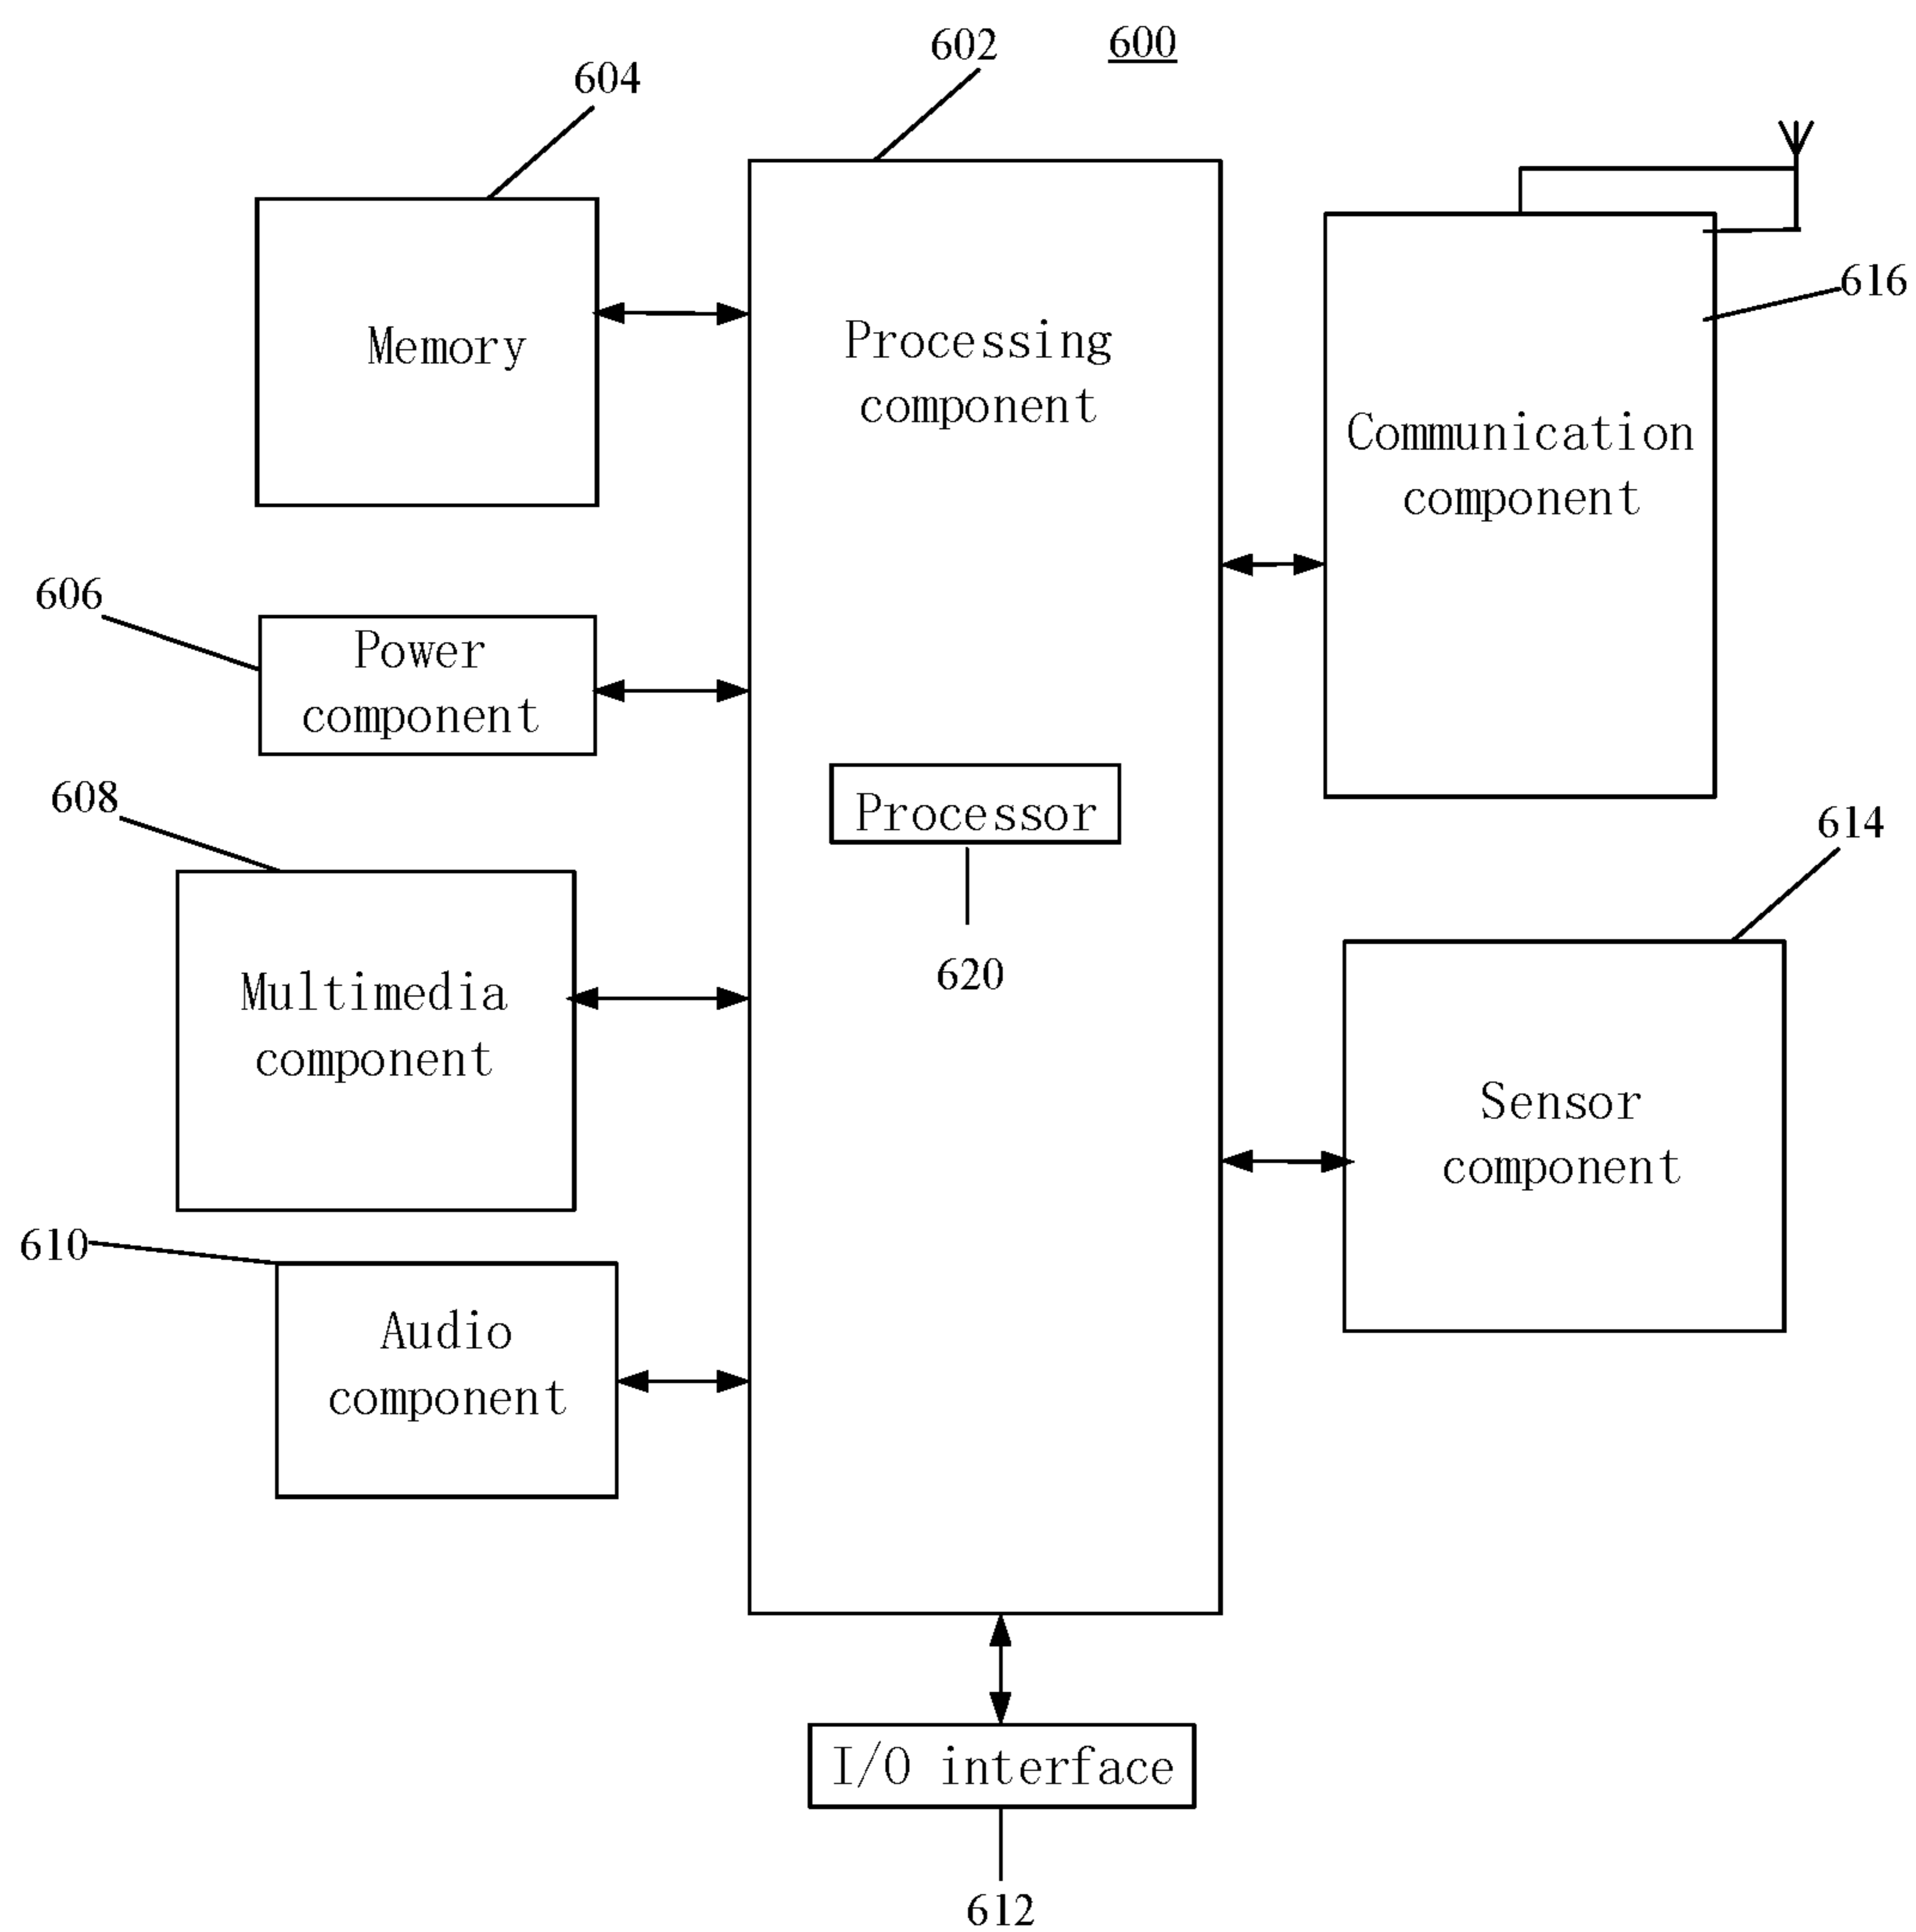 602
600
604
616
Memory
Processing
component
Communication
component
606
Power
component
608
Processor
614
620
Multimedia
component
Sensor
component
610
Audio
component
I/O interface
612